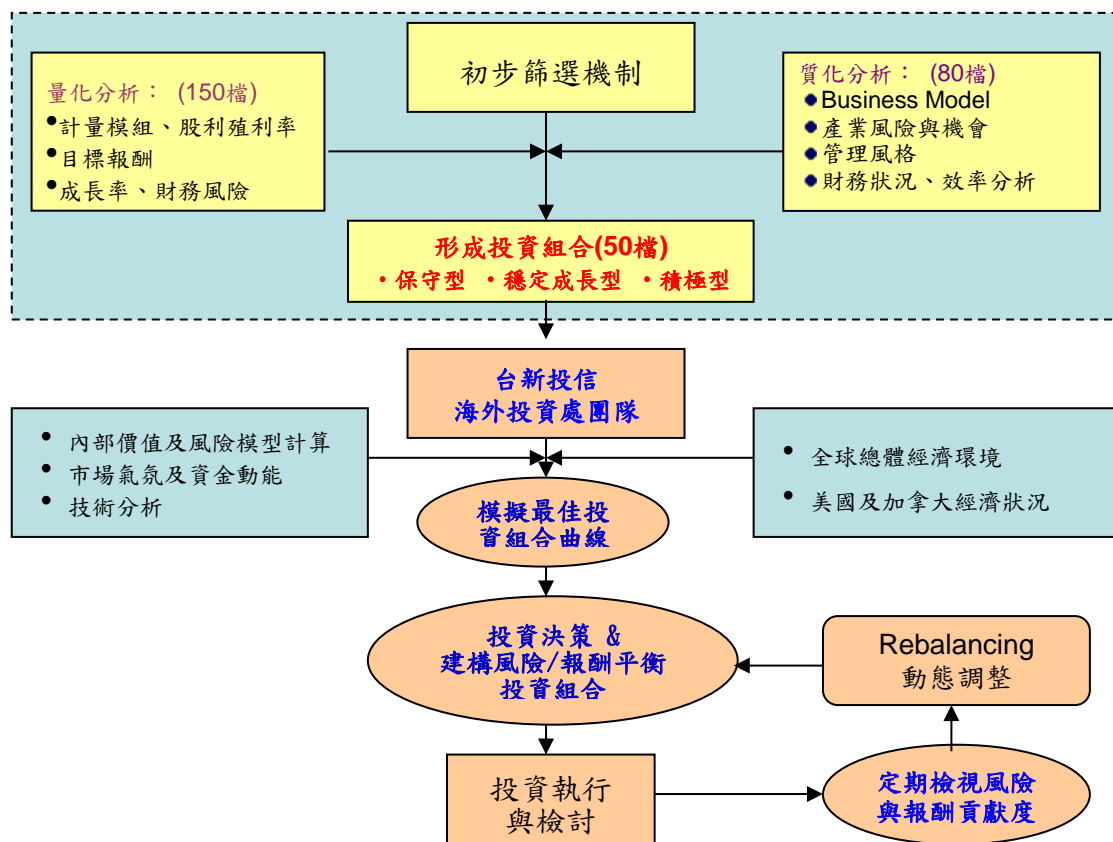 初步篩選機制
量化分析： (150檔)
•計量模組、股利殖利率
•目標報酬
•成長率、財務風險
質化分析： (80檔)
●Business Model
●產業風險與機會
●管理風格
●財務狀況、效率分析
形成投資組合(50檔)
・保守型 ・穩定成長型 ・積極型
台新投信
海外投資處團隊
• 內部價值及風險模型計算
• 市場氣氛及資金動能
• 技術分析
• 全球總體經濟環境
• 美國及加拿大經濟狀況
模擬最佳投
資組合曲線
投資決策 &
建構風險/報酬平衡
投資組合
Rebalancing
動態調整
投資執行
與檢討
定期檢視風險
與報酬貢獻度